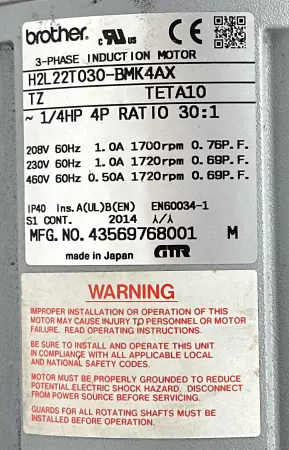 brother. c UL US CE
3-PHASE INDUCTION MOTOR
H2L22T030-BMK4AX
TZ TETA10
~ 1/4HP 4P RATIO 30:1
208V 60Hz 1.0A 1700rpm 0.76P.F.
230V 60Hz 1.0A 1720rpm 0.69P.F.
460V 60Hz 0.50A 1720rpm 0.69P.F.
IP40 Ins.A(UL)B(EN) EN60034-1
S1 CONT. 2014 ⅄/⅄
MFG.NO. 43569768001 M
made in Japan GTR
WARNING
IMPROPER INSTALLATION OR OPERATION OF THIS
MOTOR MAY CAUSE INJURY TO PERSONNEL OR MOTOR
FAILURE. READ OPERATING INSTRUCTIONS.
BE SURE TO INSTALL AND OPERATE THIS UNIT
IN COMPLIANCE WITH ALL APPLICABLE LOCAL
AND NATIONAL SAFETY CODES.
MOTOR MUST BE PROPERLY GROUNDED TO REDUCE
POTENTIAL ELECTRIC SHOCK HAZARD. DISCONNECT
FROM POWER SOURCE BEFORE SERVICING.
GUARDS FOR ALL ROTATING SHAFTS MUST BE